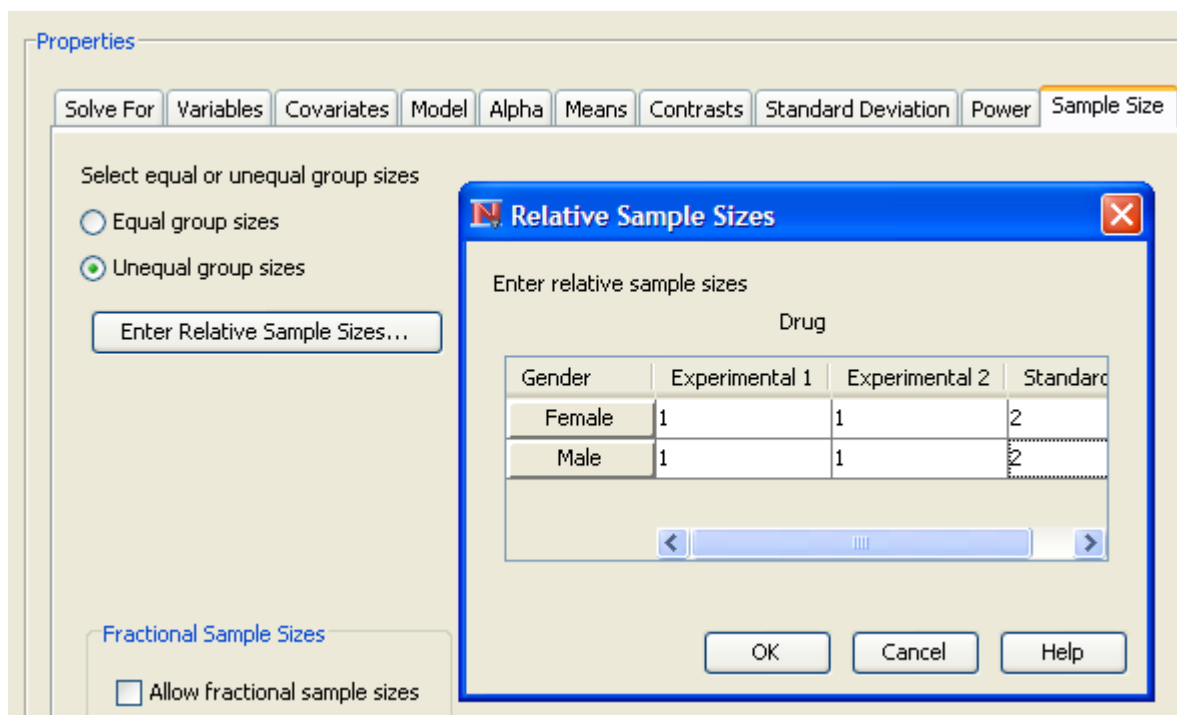 Properties
Solve For Variables Covariates Model Alpha Means Contrasts Standard Deviation Power Sample Size
Select equal or unequal group sizes
Equal group sizes
Unequal group sizes
Enter Relative Sample Sizes...
Fractional Sample Sizes
Allow fractional sample sizes
Relative Sample Sizes
Enter relative sample sizes
Drug
Gender Experimental 1 Experimental 2 Standard
Female 1 1 2
Male 1 1 2
OK Cancel Help